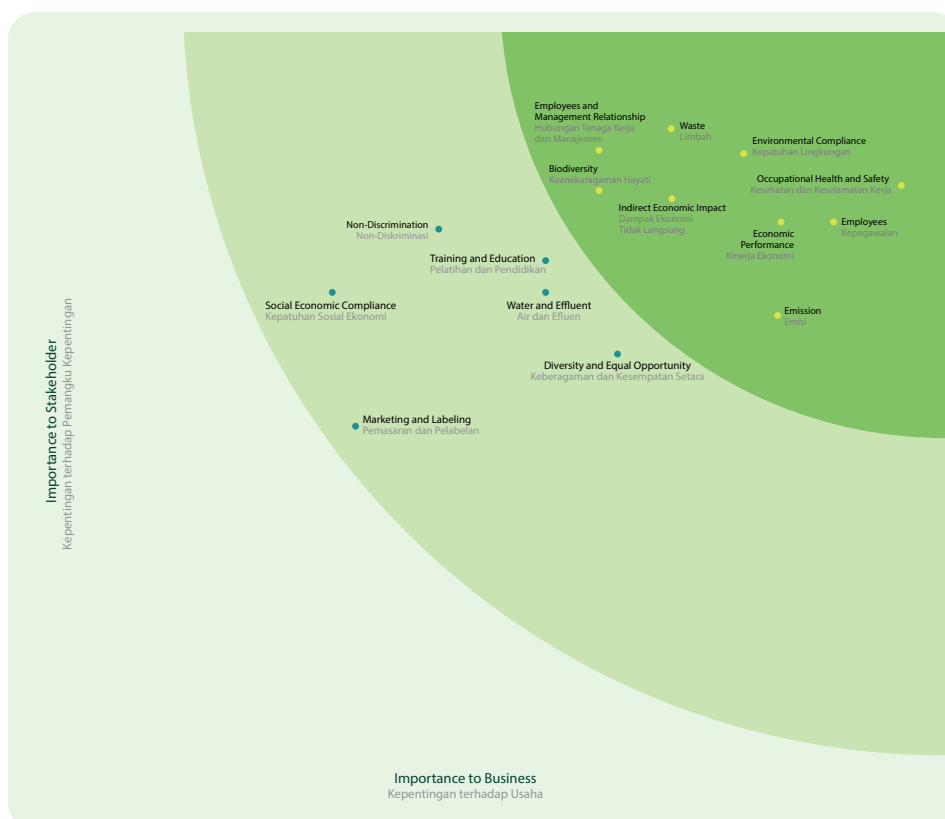 Employees and
Management Relationship
Hubungan Tenaga Kerja
dan Manajemen
Waste
Limbah
Environmental Compliance
Kepatuhan Lingkungan
Biodiversity
Keanekaragaman Hayati
Occupational Health and Safety
Kesehatan dan Keselamatan Kerja
Indirect Economic Impact
Dampak Ekonomi
Tidak Langsung
Employees
Kepegawaian
Economic
Performance
Kinerja Ekonomi
Non-Discrimination
Non-Diskriminasi
Training and Education
Pelatihan dan Pendidikan
Social Economic Compliance
Kepatuhan Sosial Ekonomi
Water and Effluent
Air dan Efluen
Emission
Emisi
Diversity and Equal Opportunity
Keberagaman dan Kesempatan Setara
Marketing and Labeling
Pemasaran dan Pelabelan
Importance to Stakeholder
Kepentingan terhadap Pemangku Kepentingan
Importance to Business
Kepentingan terhadap Usaha